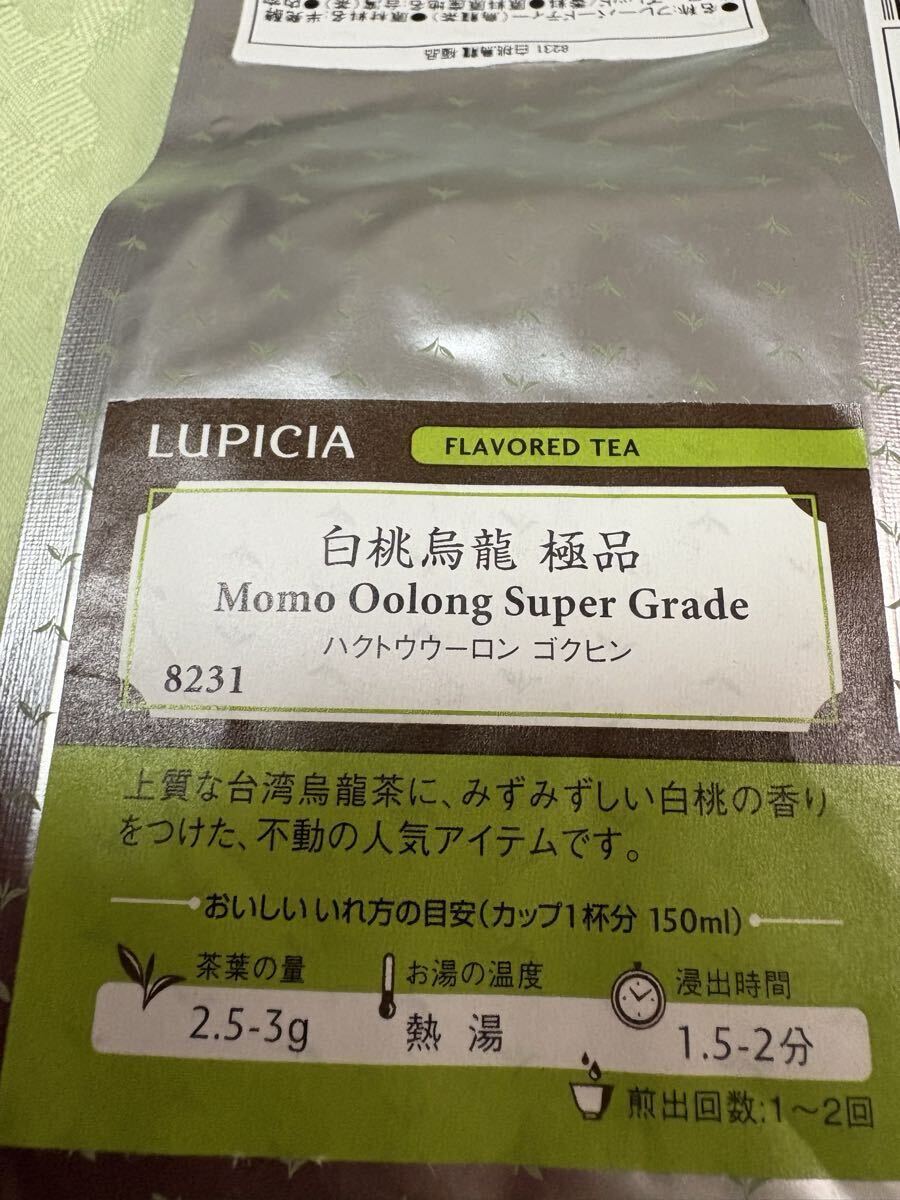 8231 白桃烏龍 極品
LUPICIA
FLAVORED TEA
白桃烏龍 極品
Momo Oolong Super Grade
ハクトウウーロン ゴクヒン
8231
上質な台湾烏龍茶に、みずみずしい白桃の香り
をつけた、不動の人気アイテムです。
おいしいいれ方の目安(カップ1杯分 150ml)
茶葉の量
2.5-3g
お湯の温度
熱湯
浸出時間
1.5-2分
煎出回数:1〜2回